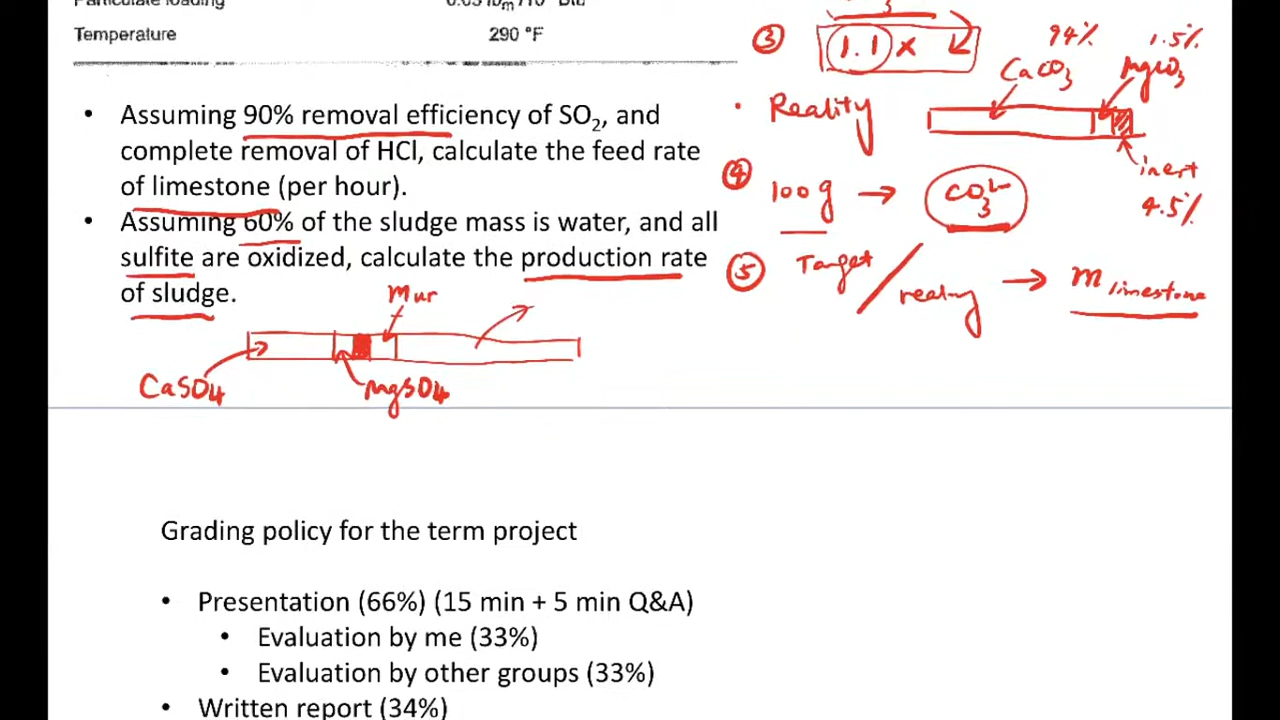 Temperature 290 °F
③ 1.1 ×
94% 1.5%
CaCO3 MgCO3
• Assuming 90% removal efficiency of SO2, and
complete removal of HCl, calculate the feed rate
of limestone (per hour).
• Reality
inert
4.5%
④ 100g → CO3 2-
• Assuming 60% of the sludge mass is water, and all
sulfite are oxidized, calculate the production rate
of sludge.
⑤ Target / reality → m limestone
CaSO4 MgSO4
Grading policy for the term project
• Presentation (66%) (15 min + 5 min Q&A)
• Evaluation by me (33%)
• Evaluation by other groups (33%)
• Written report (34%)